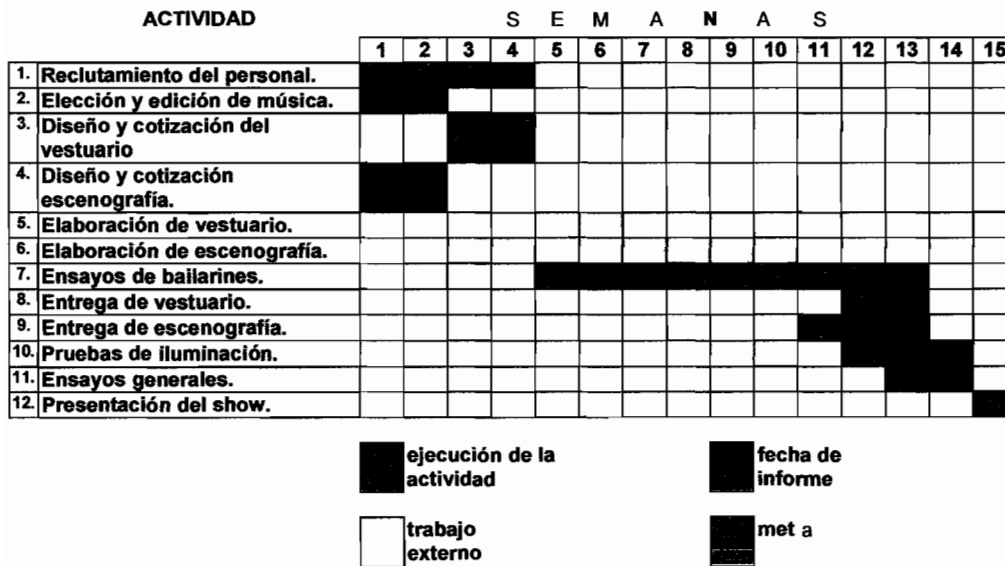 ACTIVIDAD S E M A N A S
1 2 3 4 5 6 7 8 9 10 11 12 13 14 15
1. Reclutamiento del personal.
2. Elección y edición de música.
3. Diseño y cotización del
vestuario
4. Diseño y cotización
escenografía.
5. Elaboración de vestuario.
6. Elaboración de escenografía.
7. Ensayos de bailarines.
8. Entrega de vestuario.
9. Entrega de escenografía.
10. Pruebas de iluminación.
11. Ensayos generales.
12. Presentación del show.
ejecución de la
actividad
fecha de
informe
trabajo
externo
met a